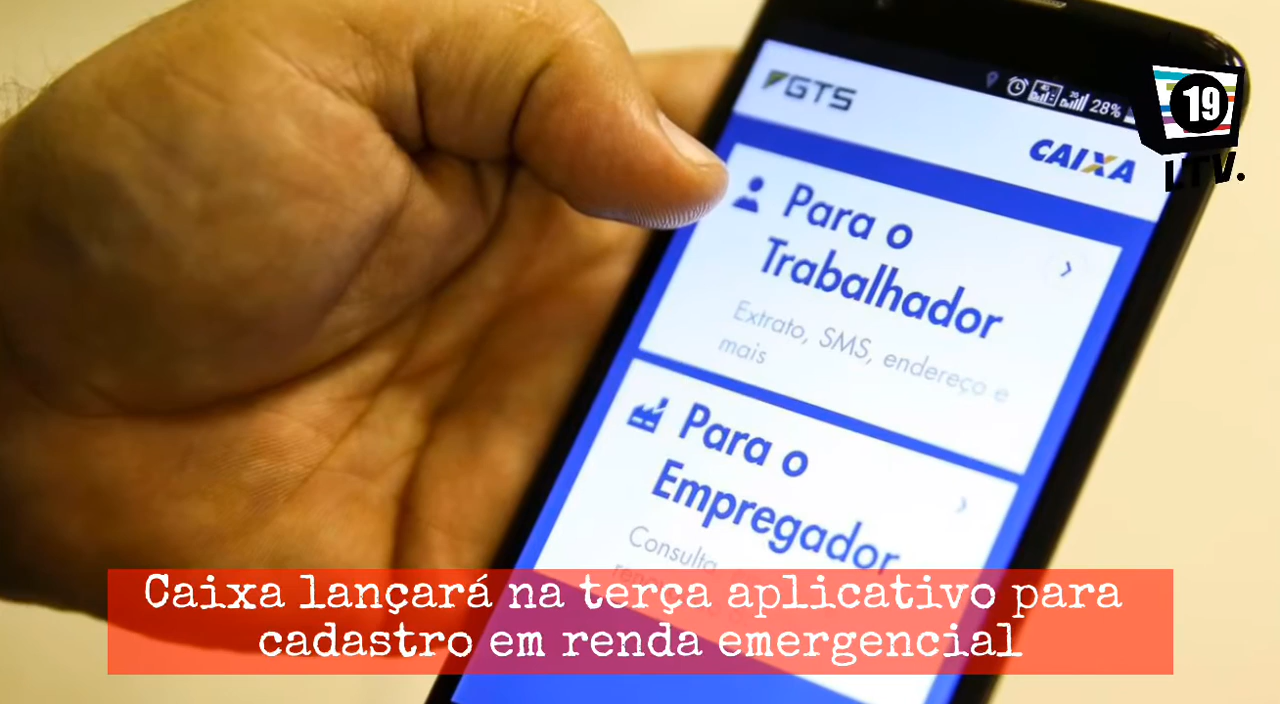 FGTS
28%
CAIXA
19
LTV.
Para o
Trabalhador
Extrato, SMS, endereço e
mais
Para o
Empregador
Consulta
Caixa lançará na terça aplicativo para
cadastro em renda emergencial